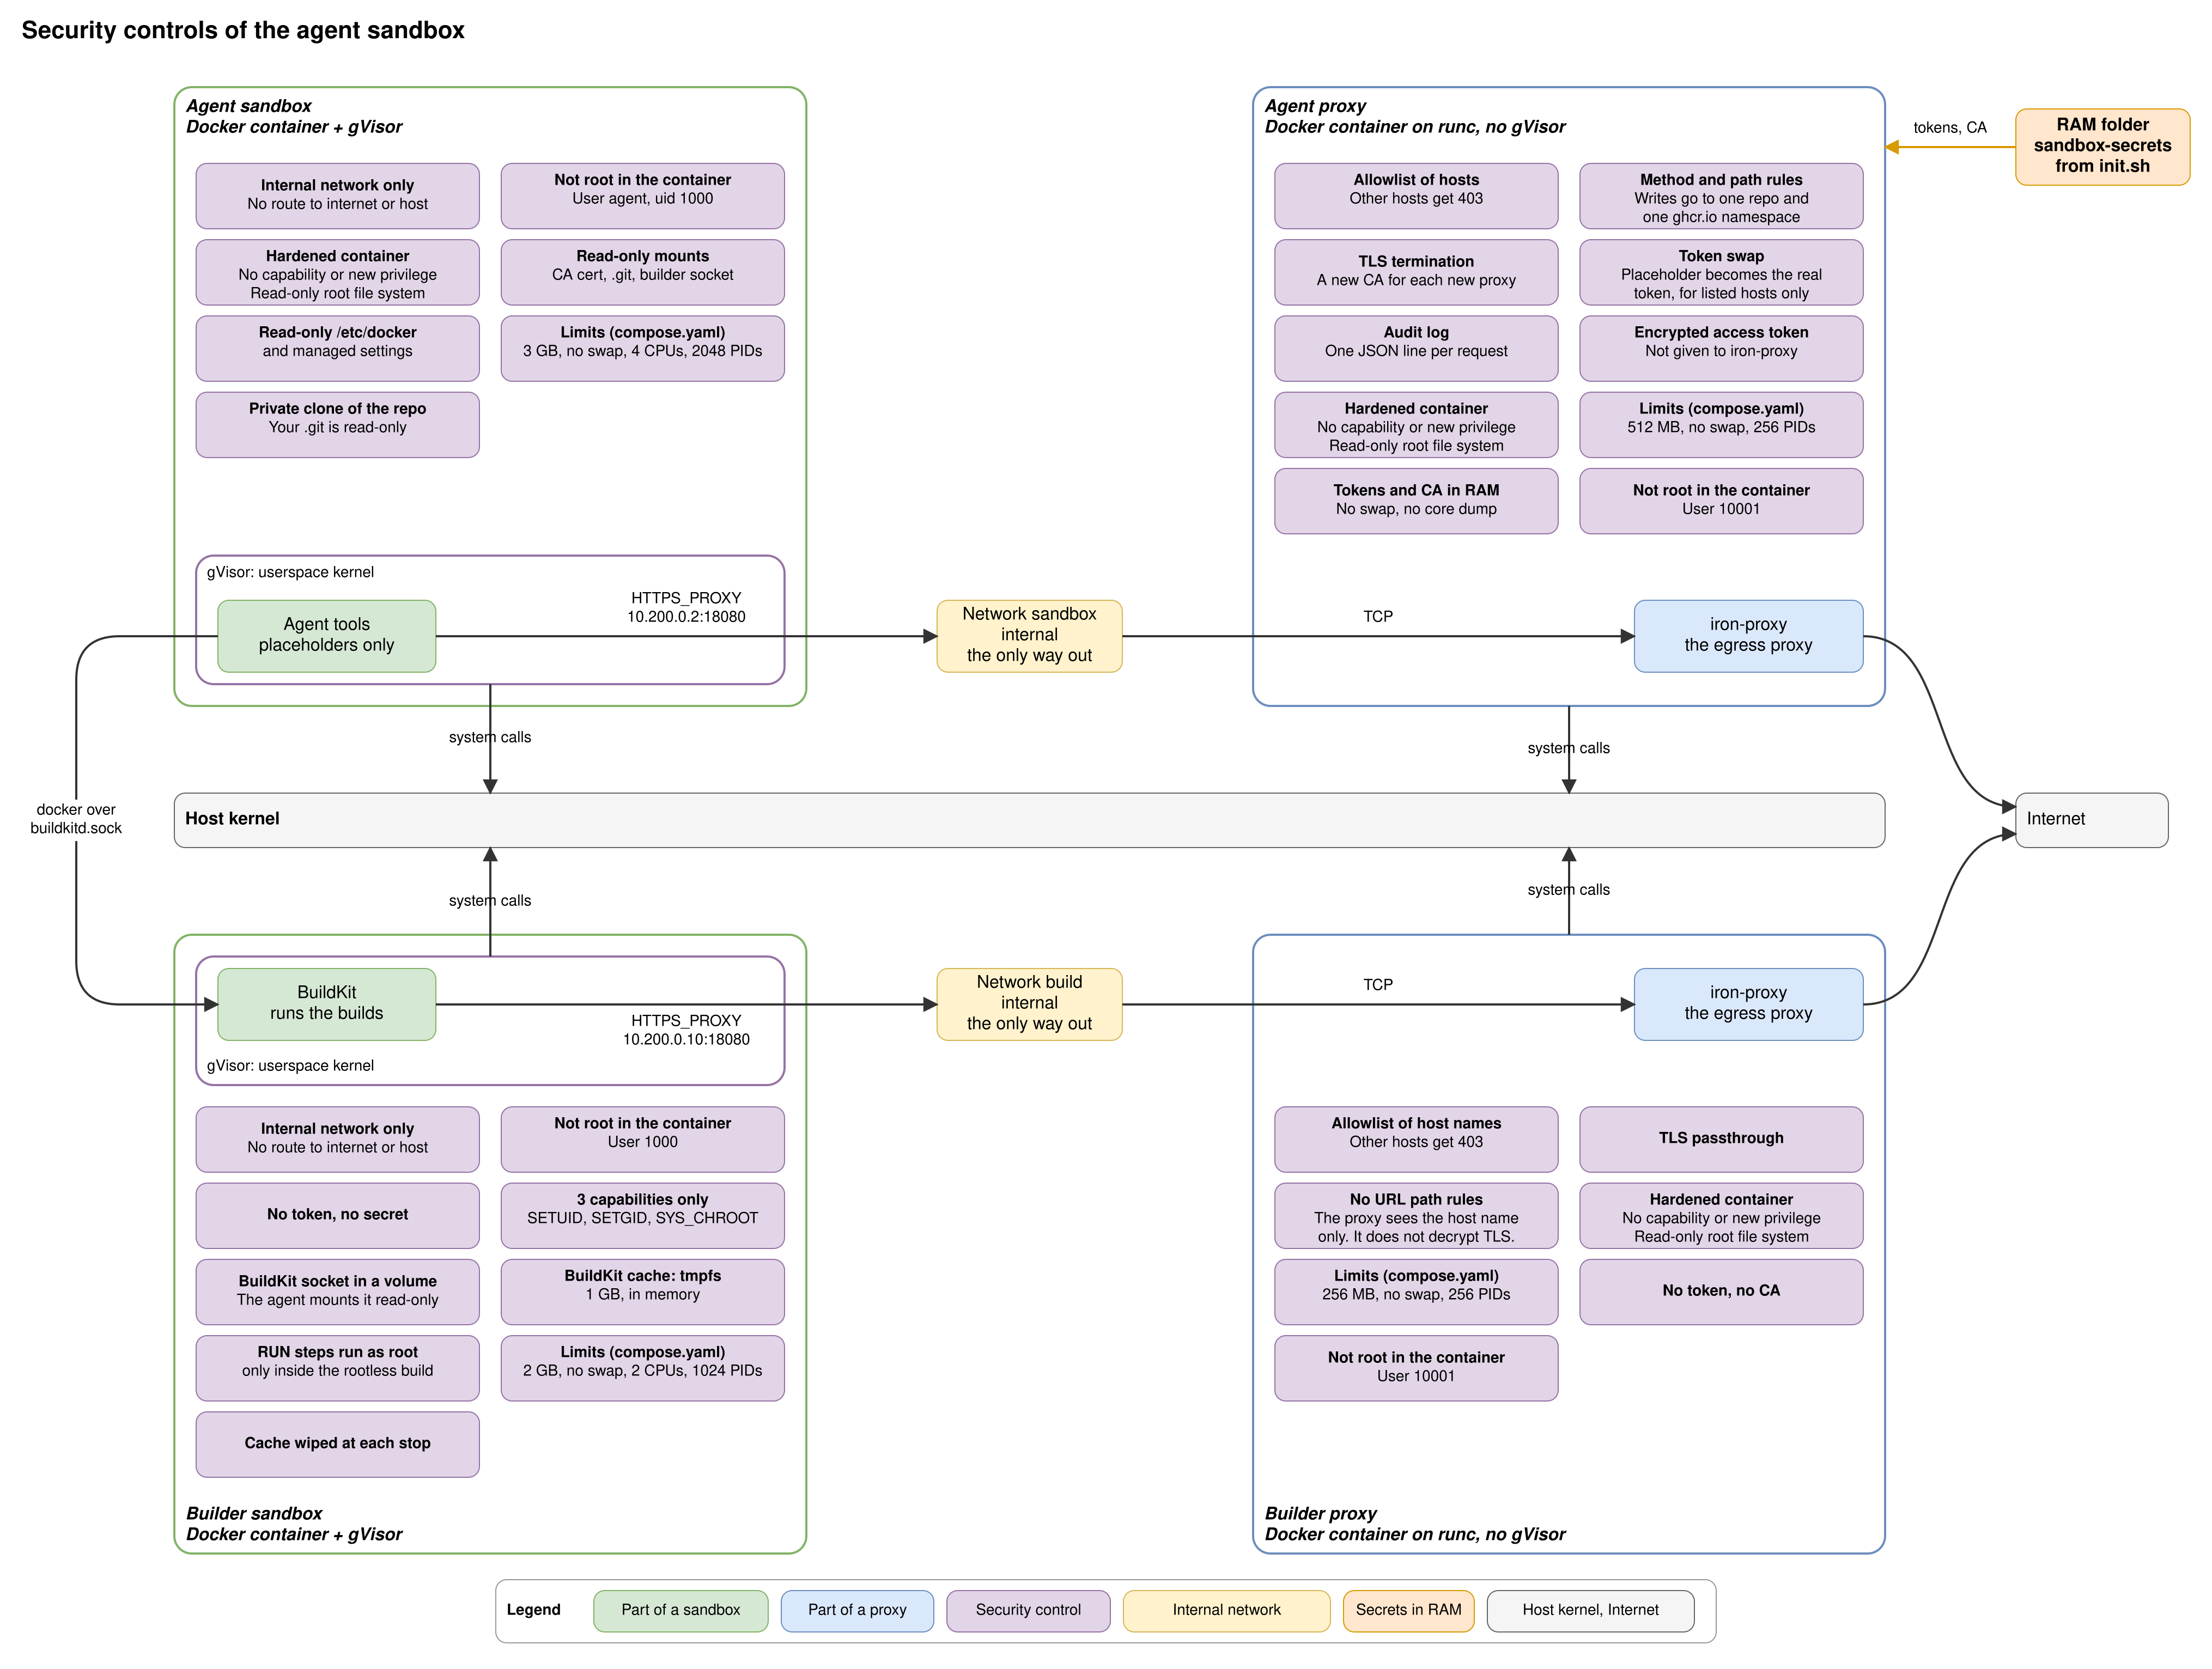 Security controls of the agent sandbox
Agent sandbox
Docker container + gVisor
Internal network only
No route to internet or host
Not root in the container
User agent, uid 1000
Hardened container
No capability or new privilege
Read-only root file system
Read-only mounts
CA cert, .git, builder socket
Read-only /etc/docker
and managed settings
Limits (compose.yaml)
3 GB, no swap, 4 CPUs, 2048 PIDs
Private clone of the repo
Your .git is read-only
gVisor: userspace kernel
Agent tools
placeholders only
HTTPS_PROXY
10.200.0.2:18080
Network sandbox
internal
the only way out
Agent proxy
Docker container on runc, no gVisor
Allowlist of hosts
Other hosts get 403
Method and path rules
Writes go to one repo and
one ghcr.io namespace
TLS termination
A new CA for each new proxy
Token swap
Placeholder becomes the real
token, for listed hosts only
Audit log
One JSON line per request
Encrypted access token
Not given to iron-proxy
Hardened container
No capability or new privilege
Read-only root file system
Limits (compose.yaml)
512 MB, no swap, 256 PIDs
Tokens and CA in RAM
No swap, no core dump
Not root in the container
User 10001
TCP
iron-proxy
the egress proxy
tokens, CA
RAM folder
sandbox-secrets
from init.sh
system calls
system calls
docker over
buildkitd.sock
Host kernel
Internet
system calls
system calls
BuildKit
runs the builds
HTTPS_PROXY
10.200.0.10:18080
gVisor: userspace kernel
Network build
internal
the only way out
TCP
iron-proxy
the egress proxy
Internal network only
No route to internet or host
Not root in the container
User 1000
No token, no secret
3 capabilities only
SETUID, SETGID, SYS_CHROOT
BuildKit socket in a volume
The agent mounts it read-only
BuildKit cache: tmpfs
1 GB, in memory
RUN steps run as root
only inside the rootless build
Limits (compose.yaml)
2 GB, no swap, 2 CPUs, 1024 PIDs
Cache wiped at each stop
Builder sandbox
Docker container + gVisor
Allowlist of host names
Other hosts get 403
TLS passthrough
No URL path rules
The proxy sees the host name
only. It does not decrypt TLS.
Hardened container
No capability or new privilege
Read-only root file system
Limits (compose.yaml)
256 MB, no swap, 256 PIDs
No token, no CA
Not root in the container
User 10001
Builder proxy
Docker container on runc, no gVisor
Legend
Part of a sandbox
Part of a proxy
Security control
Internal network
Secrets in RAM
Host kernel, Internet